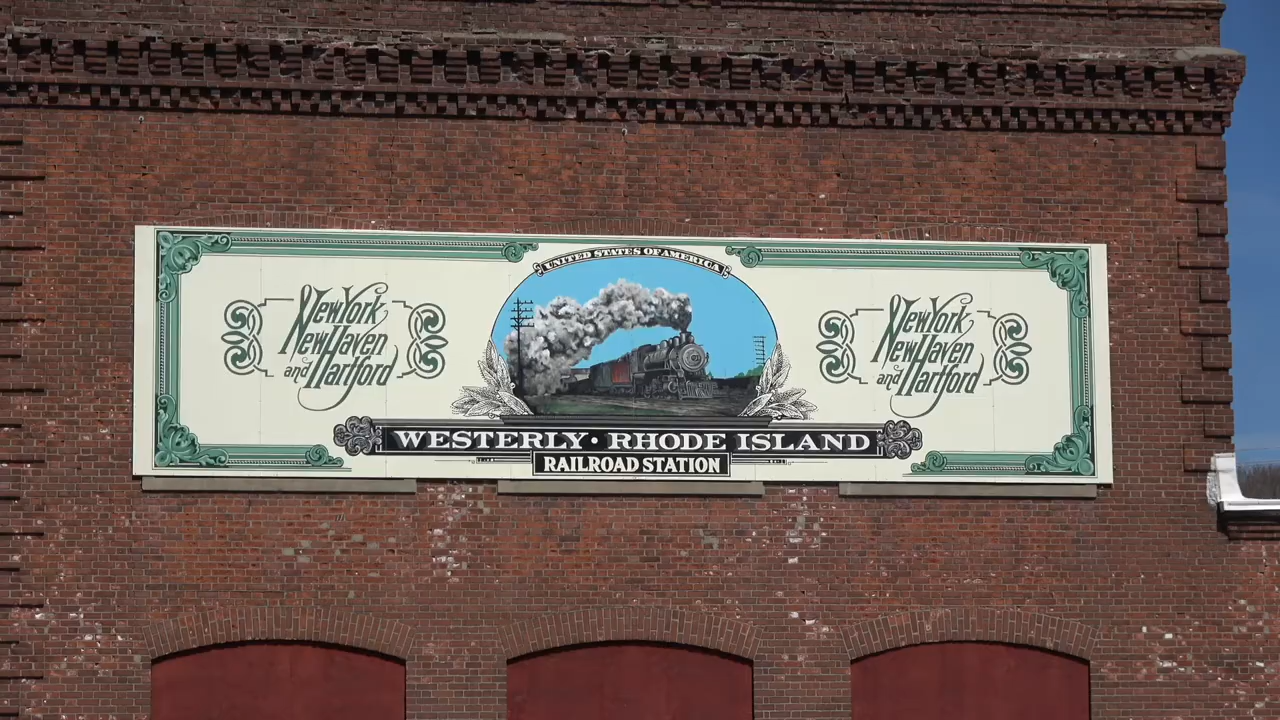 UNITED STATES OF AMERICA
New York
New Haven
and Hartford
New York
New Haven
and Hartford
WESTERLY · RHODE ISLAND
RAILROAD STATION